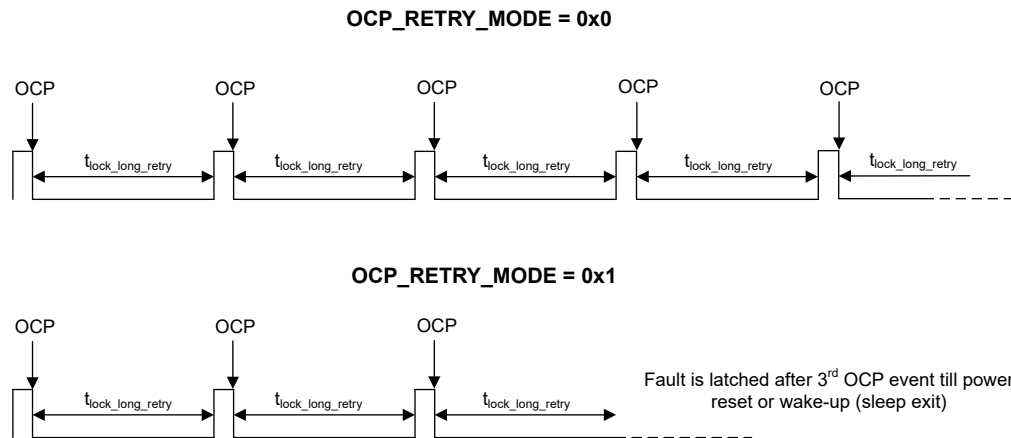 OCP_RETRY_MODE = 0x0
OCP OCP OCP OCP OCP
tlock_long_retry tlock_long_retry tlock_long_retry tlock_long_retry tlock_long_retry
OCP_RETRY_MODE = 0x1
OCP OCP OCP
tlock_long_retry tlock_long_retry tlock_long_retry
Fault is latched after 3rd OCP event till power
reset or wake-up (sleep exit)